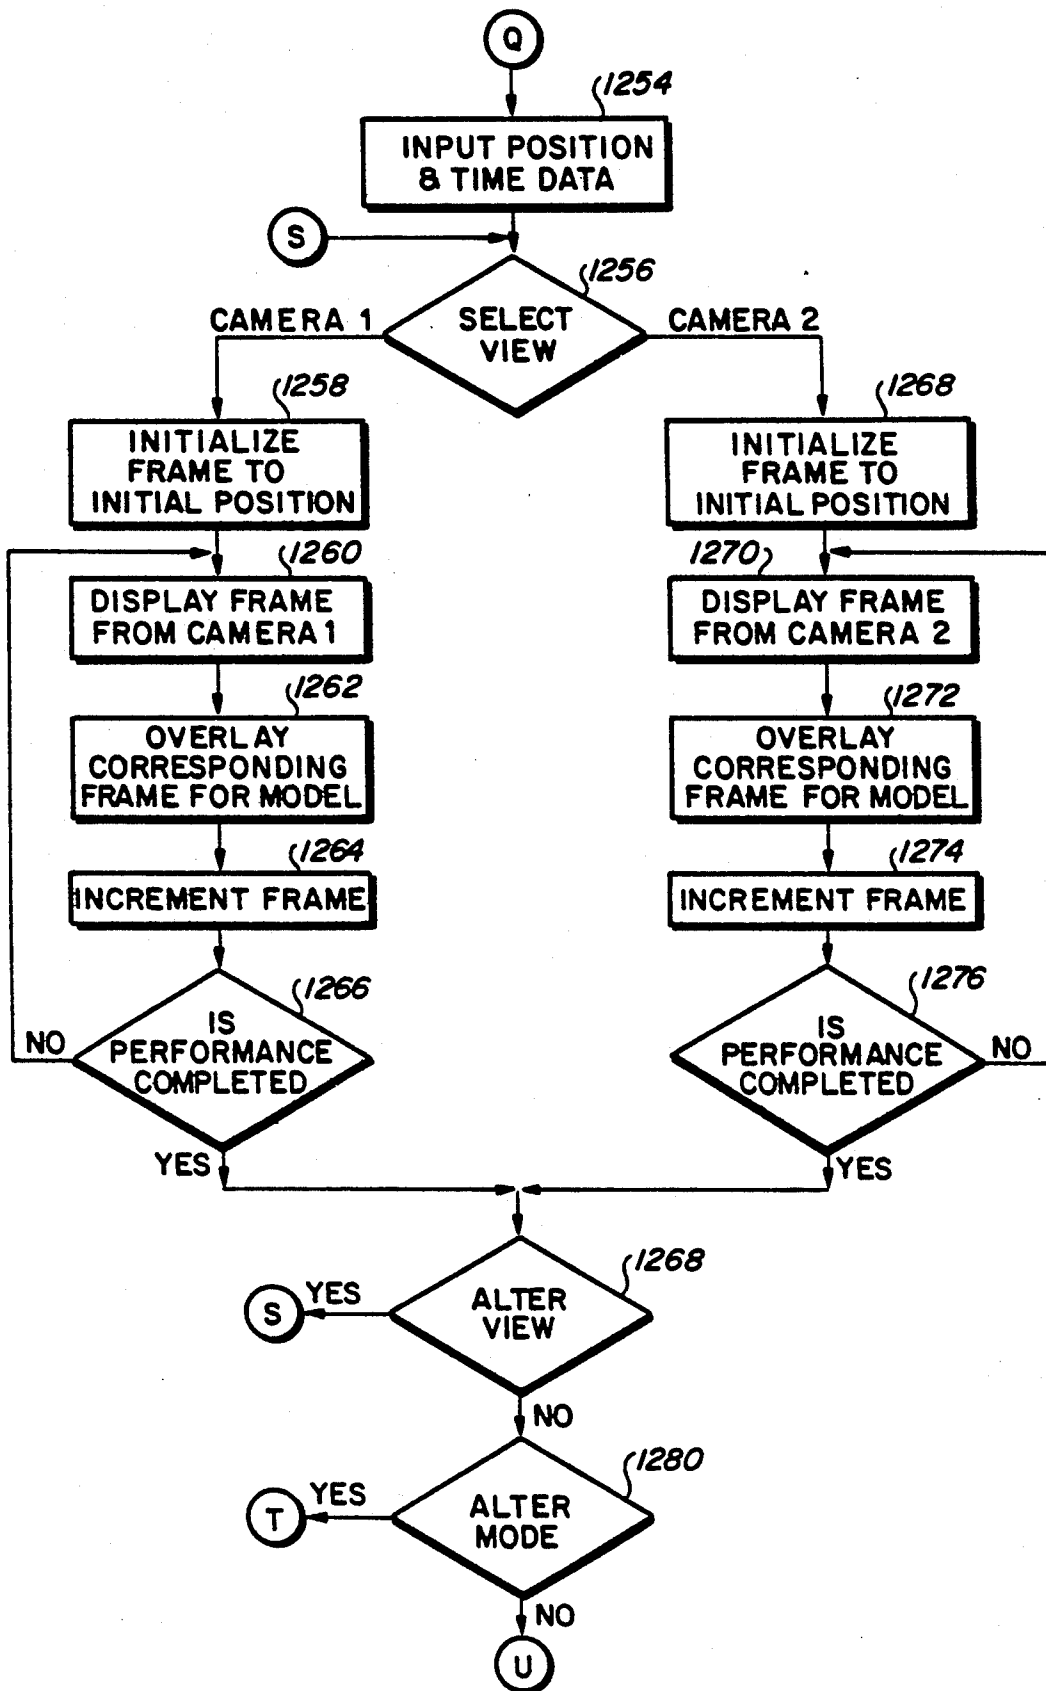 Q
1254
INPUT POSITION
& TIME DATA
S
1256
SELECT
VIEW
CAMERA 1
CAMERA 2
1258
INITIALIZE
FRAME TO
INITIAL POSITION
1260
DISPLAY FRAME
FROM CAMERA 1
1262
OVERLAY
CORRESPONDING
FRAME FOR MODEL
1264
INCREMENT FRAME
1266
IS
PERFORMANCE
COMPLETED
NO
YES
1268
INITIALIZE
FRAME TO
INITIAL POSITION
1270
DISPLAY FRAME
FROM CAMERA 2
1272
OVERLAY
CORRESPONDING
FRAME FOR MODEL
1274
INCREMENT FRAME
1276
IS
PERFORMANCE
COMPLETED
NO
YES
1268
ALTER
VIEW
YES
S
NO
1280
ALTER
MODE
YES
T
NO
U